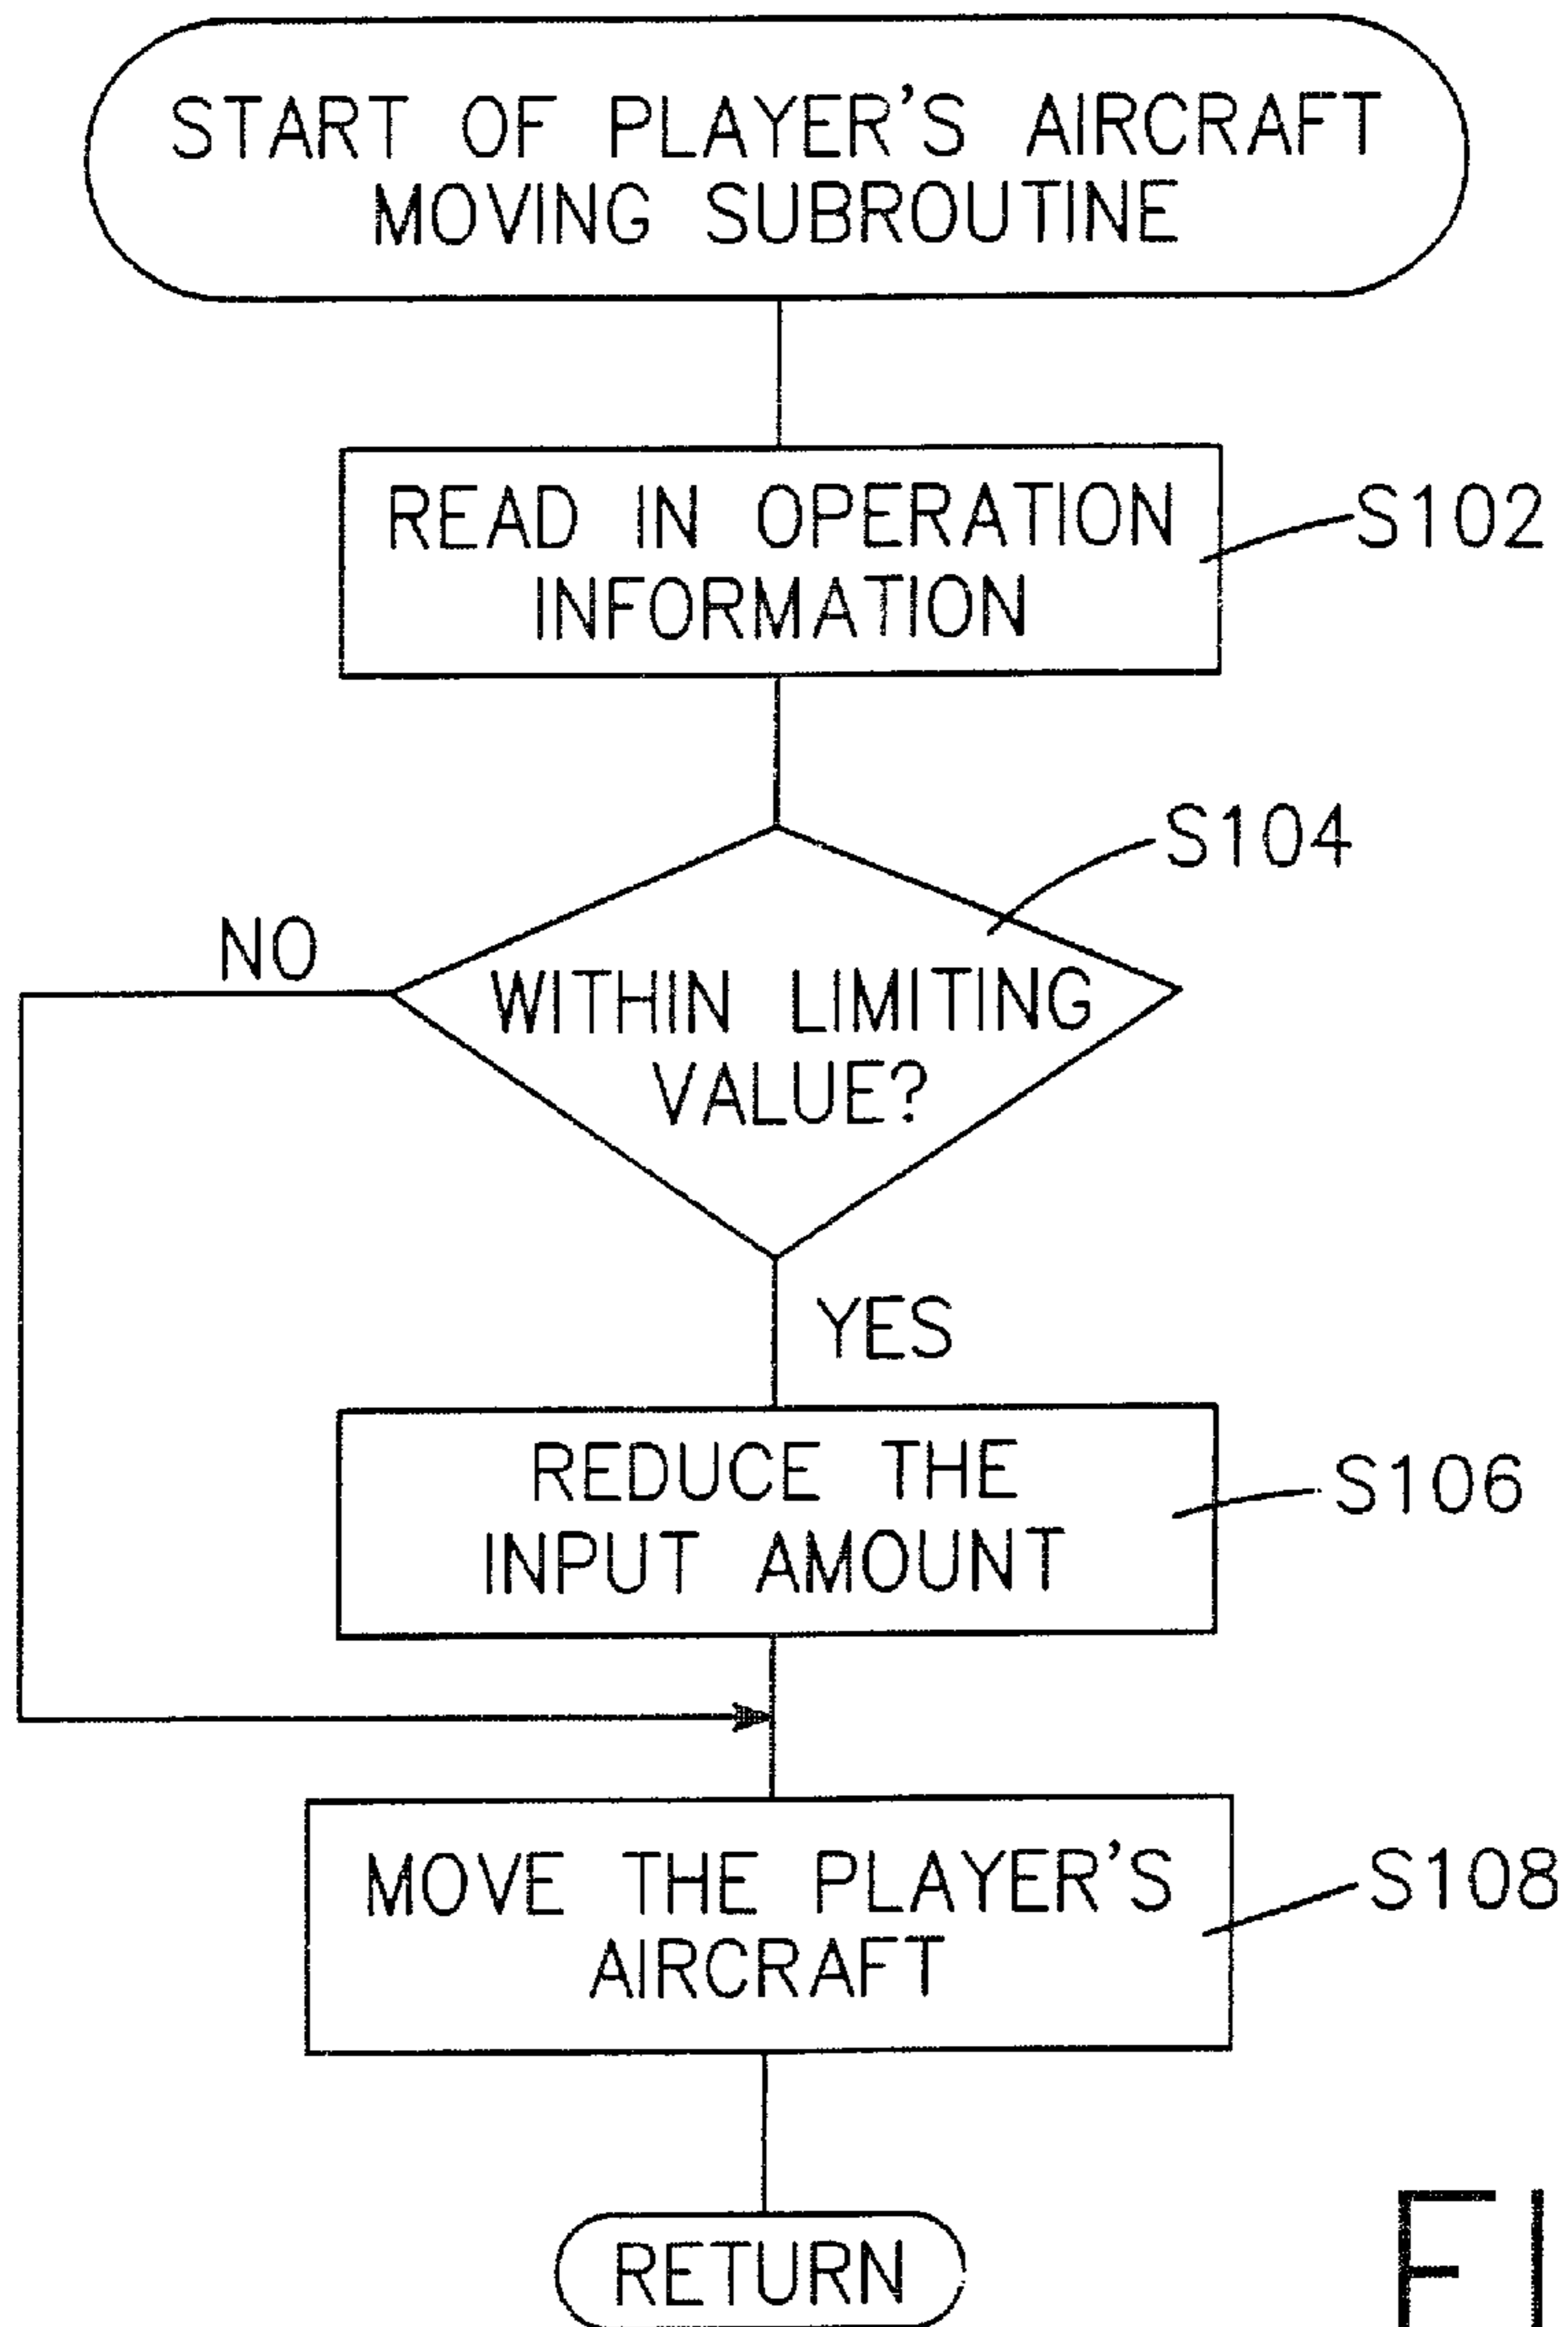 START OF PLAYER'S AIRCRAFT
MOVING SUBROUTINE
READ IN OPERATION
INFORMATION
S102
S104
NO
WITHIN LIMITING
VALUE?
YES
REDUCE THE
INPUT AMOUNT
S106
MOVE THE PLAYER'S
AIRCRAFT
S108
RETURN